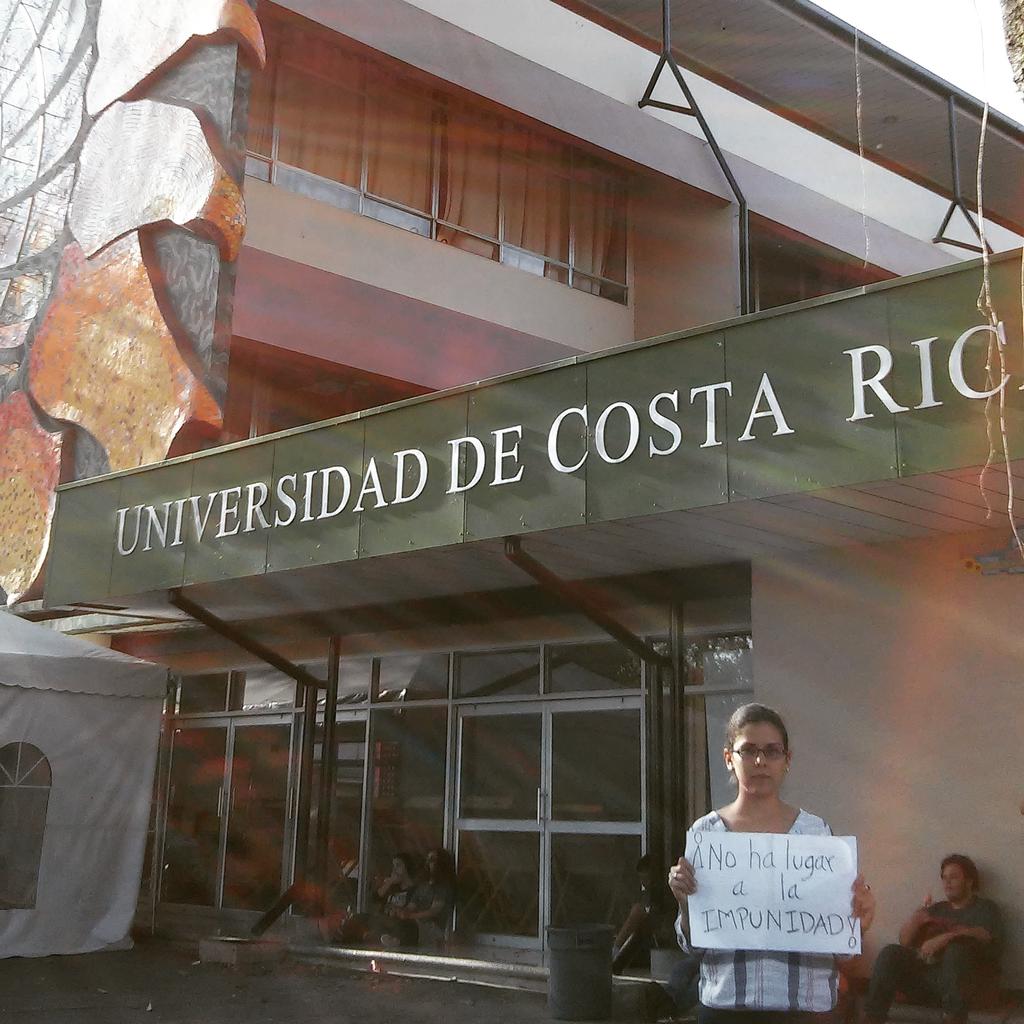 UNIVERSIDAD DE COSTA RIC
¡No ha lugar
a la
IMPUNIDAD!